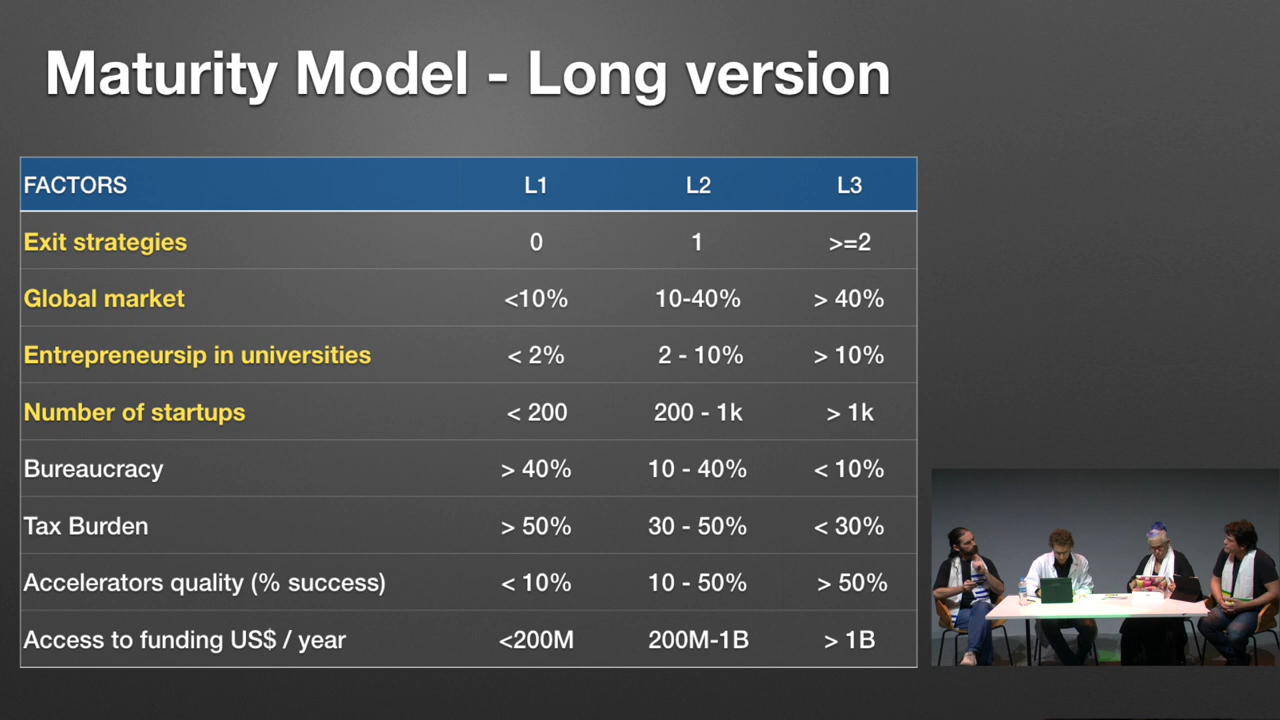 Maturity Model - Long version
FACTORS L1 L2 L3
Exit strategies 0 1 >=2
Global market <10% 10-40% > 40%
Entrepreneursip in universities < 2% 2 - 10% > 10%
Number of startups < 200 200 - 1k > 1k
Bureaucracy > 40% 10 - 40% < 10%
Tax Burden > 50% 30 - 50% < 30%
Accelerators quality (% success) < 10% 10 - 50% > 50%
Access to funding US$ / year <200M 200M-1B > 1B